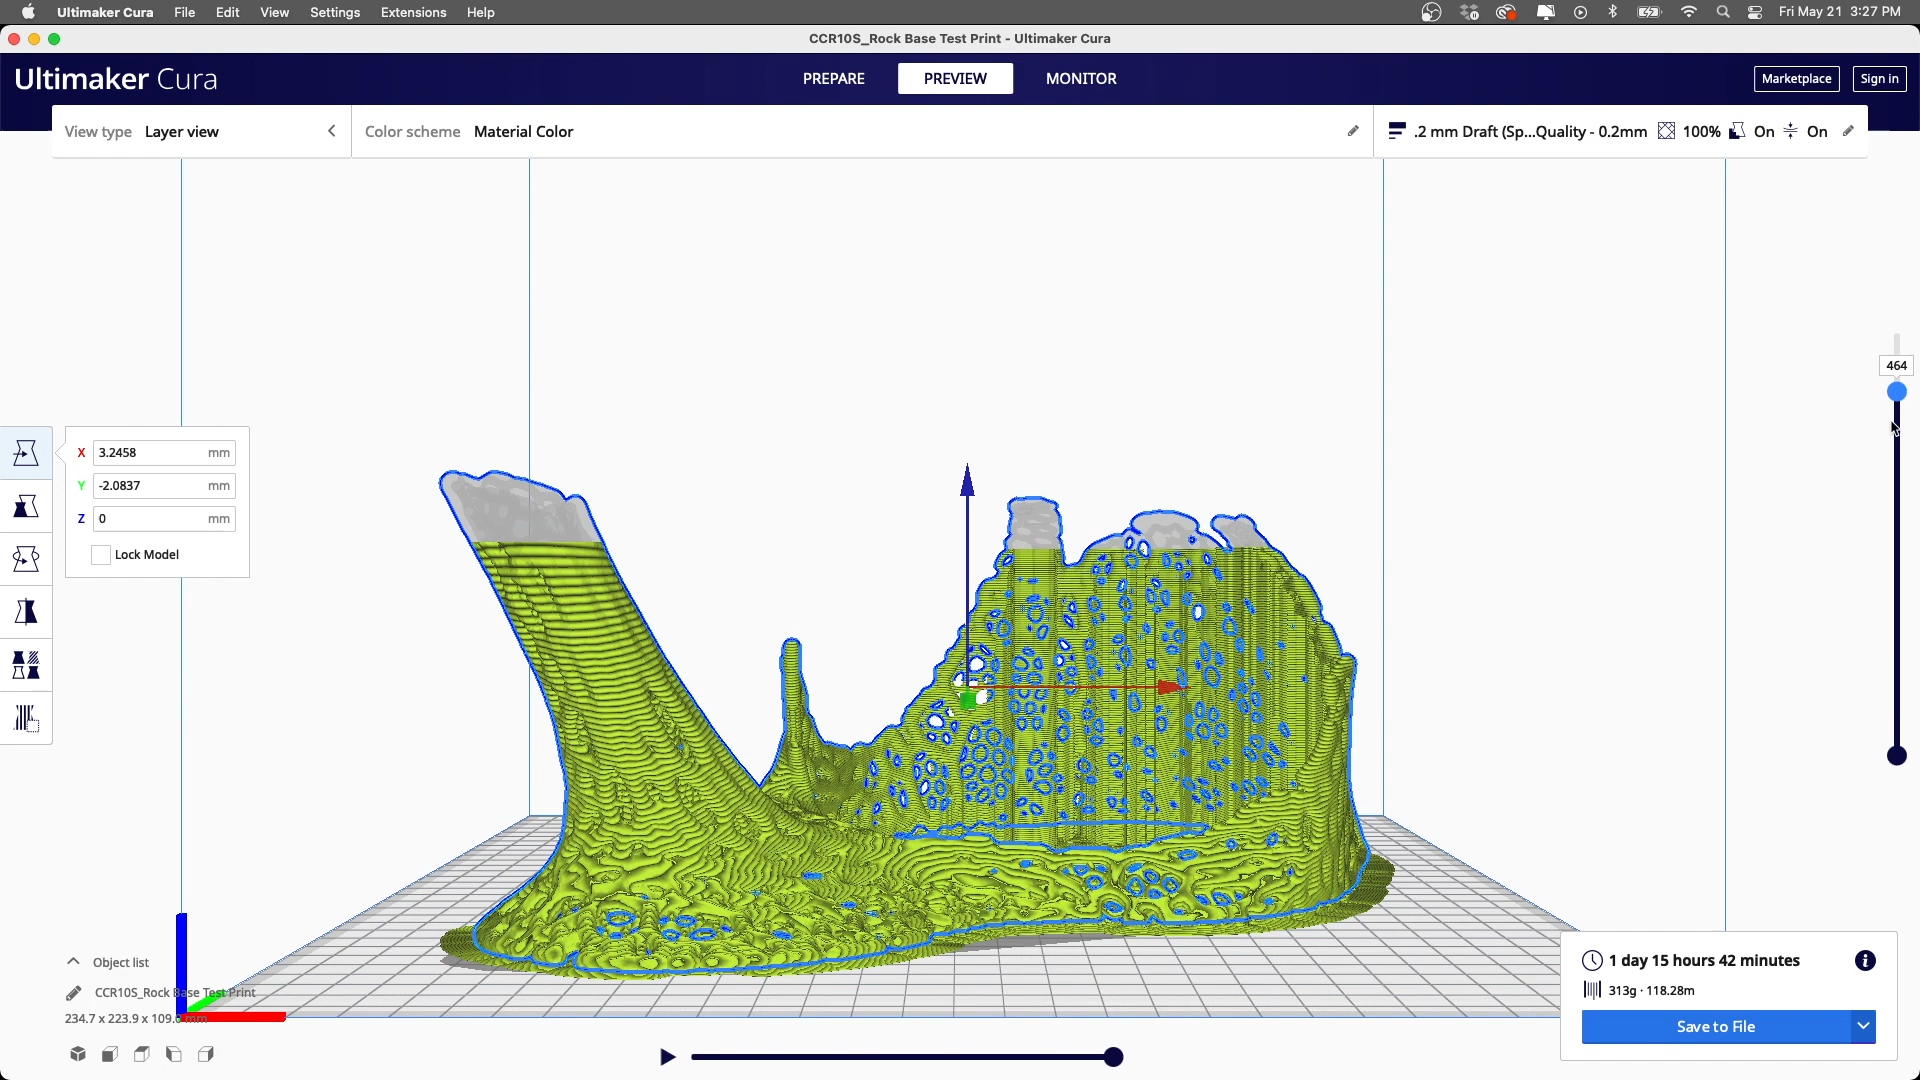 Ultimaker Cura File Edit View Settings Extensions Help Fri May 21 3:27 PM
CCR10S_Rock Base Test Print - Ultimaker Cura
Ultimaker Cura PREPARE PREVIEW MONITOR Marketplace Sign in
View type Layer view Color scheme Material Color .2 mm Draft (Sp...Quality - 0.2mm 100% On On
464
X 3.2458 mm
Y -2.0837 mm
Z 0 mm
Lock Model
Object list
CCR10S_Rock Base Test Print
234.7 x 223.9 x 109.0 mm
1 day 15 hours 42 minutes
313g · 118.28m
Save to File